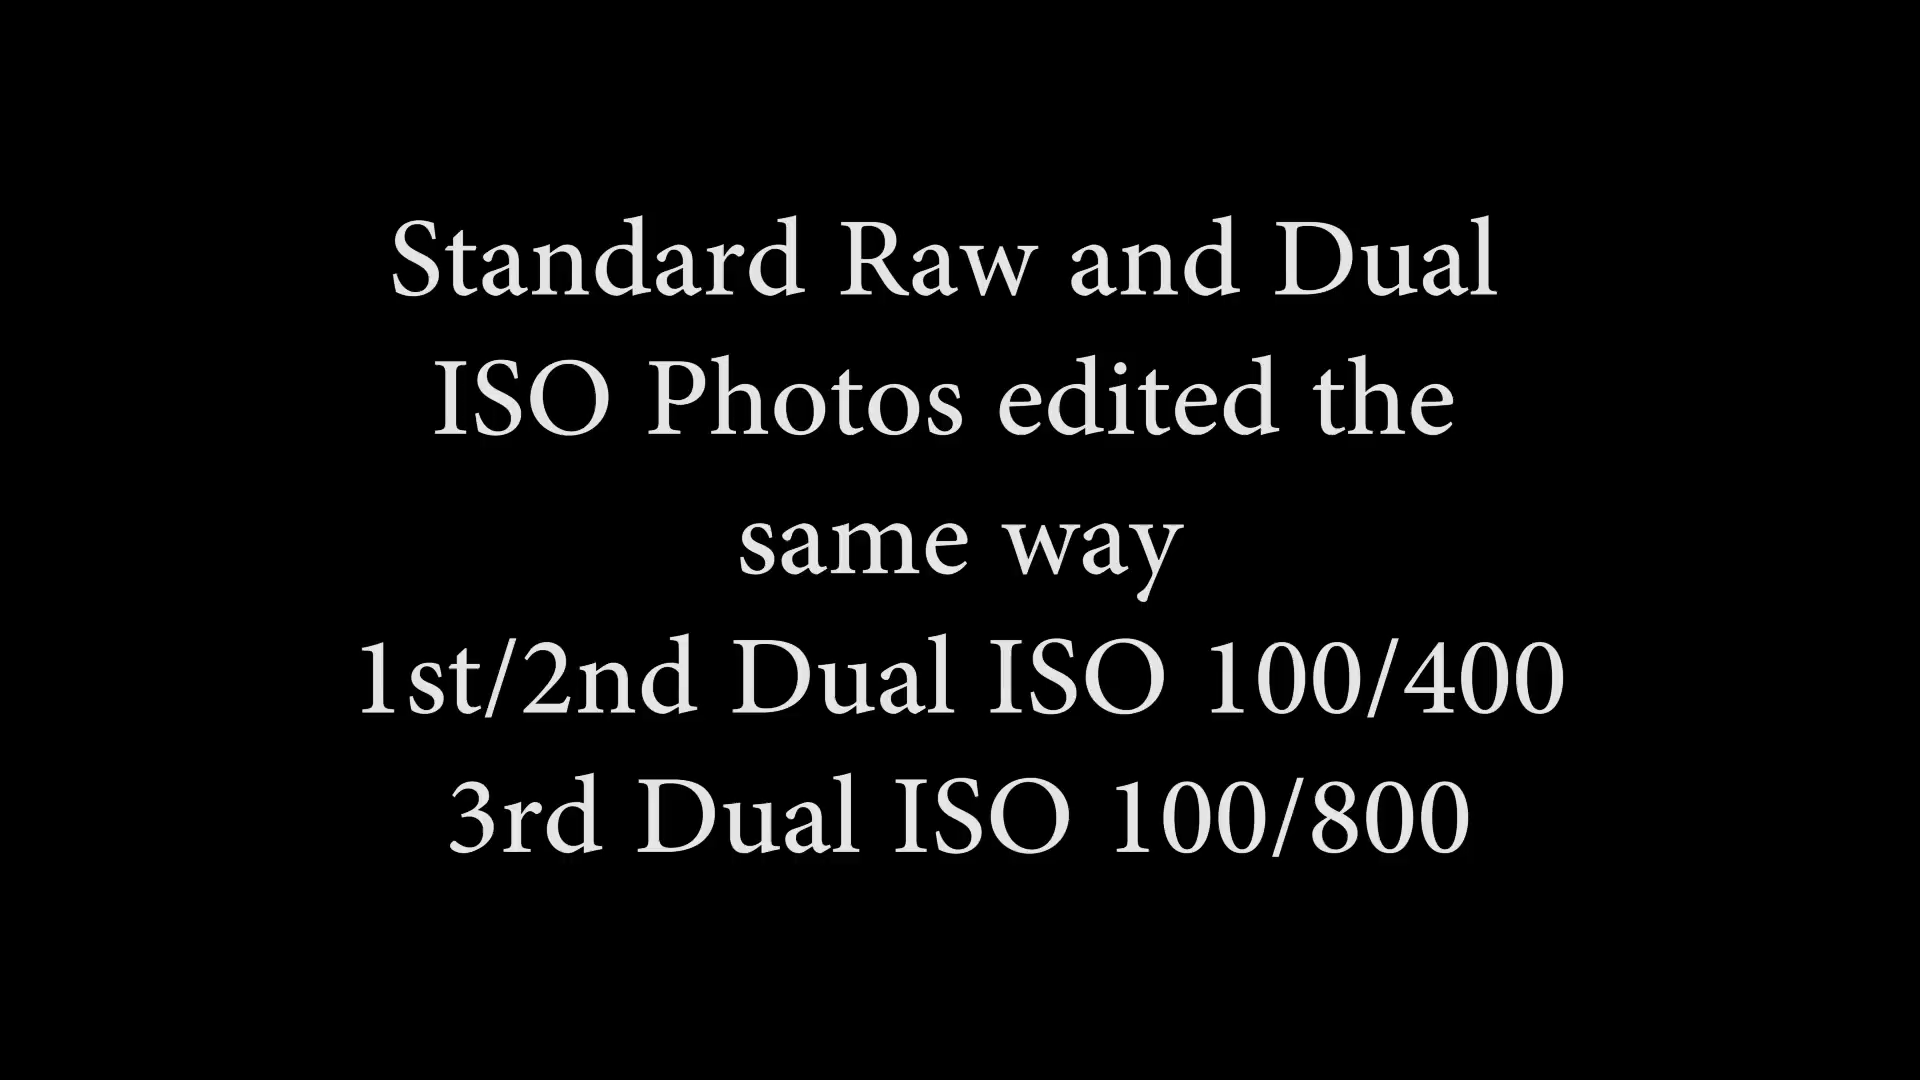 Standard Raw and Dual
ISO Photos edited the
same way
1st/2nd Dual ISO 100/400
3rd Dual ISO 100/800